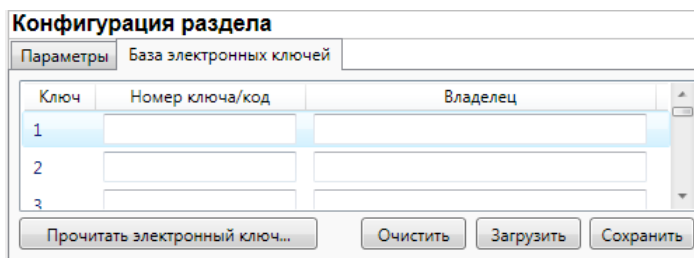 Конфигурация раздела
Параметры База электронных ключей
Ключ Номер ключа/код Владелец
1
2
3
Прочитать электронный ключ... Очистить Загрузить Сохранить